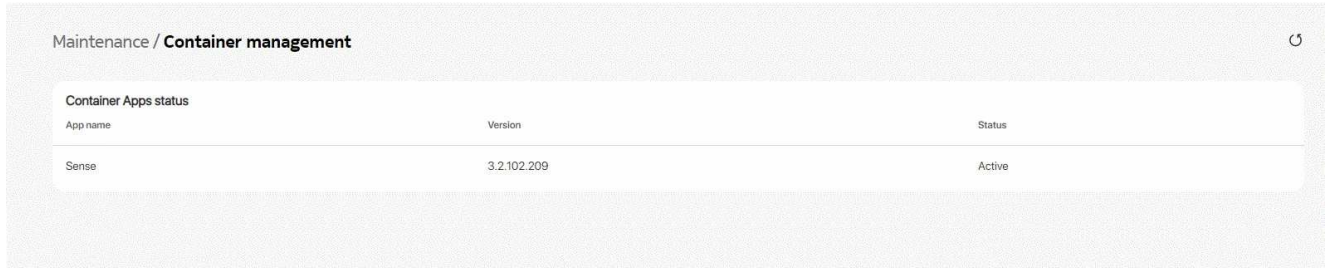 Maintenance / Container management
Container Apps status
App name Version Status
Sense 3.2.102.209 Active